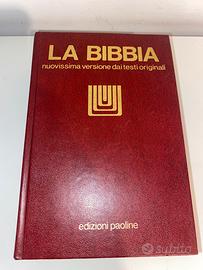 LA BIBBIA
nuovissima versione dai testi originali
edizioni paoline
subito